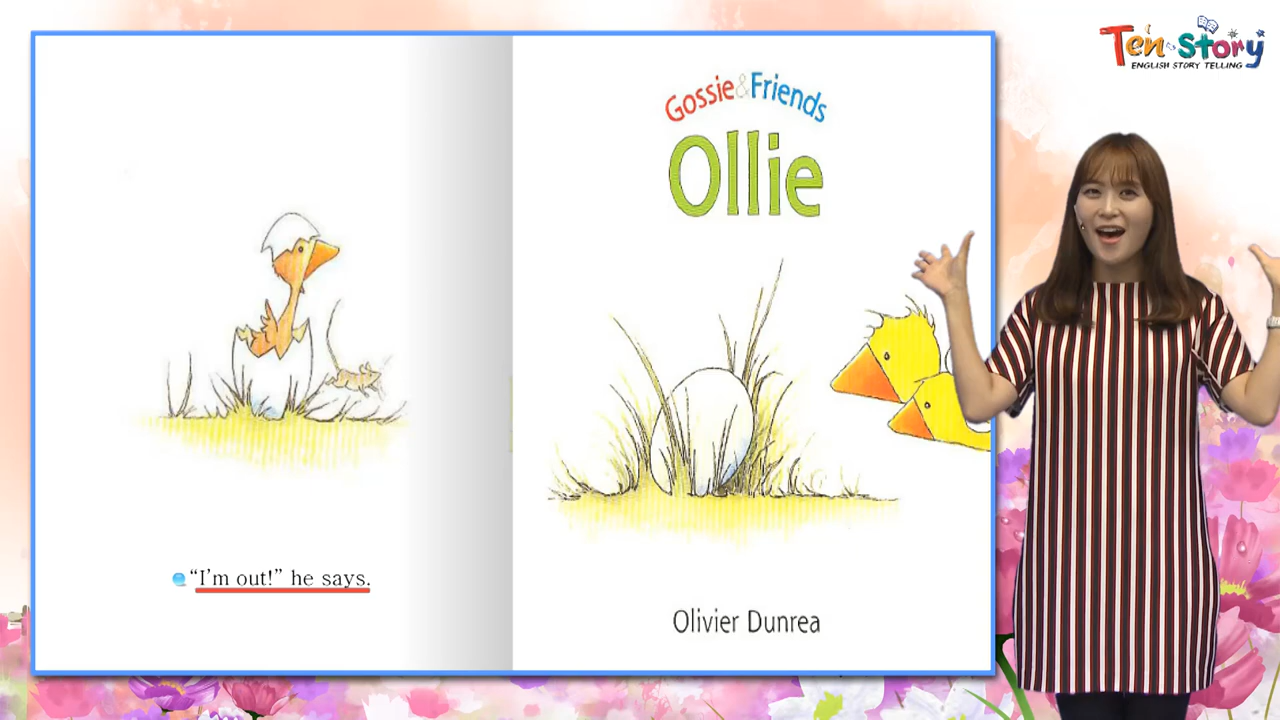 Ten Story
ENGLISH STORY TELLING
Gossie&Friends
Ollie
“I’m out!” he says.
Olivier Dunrea